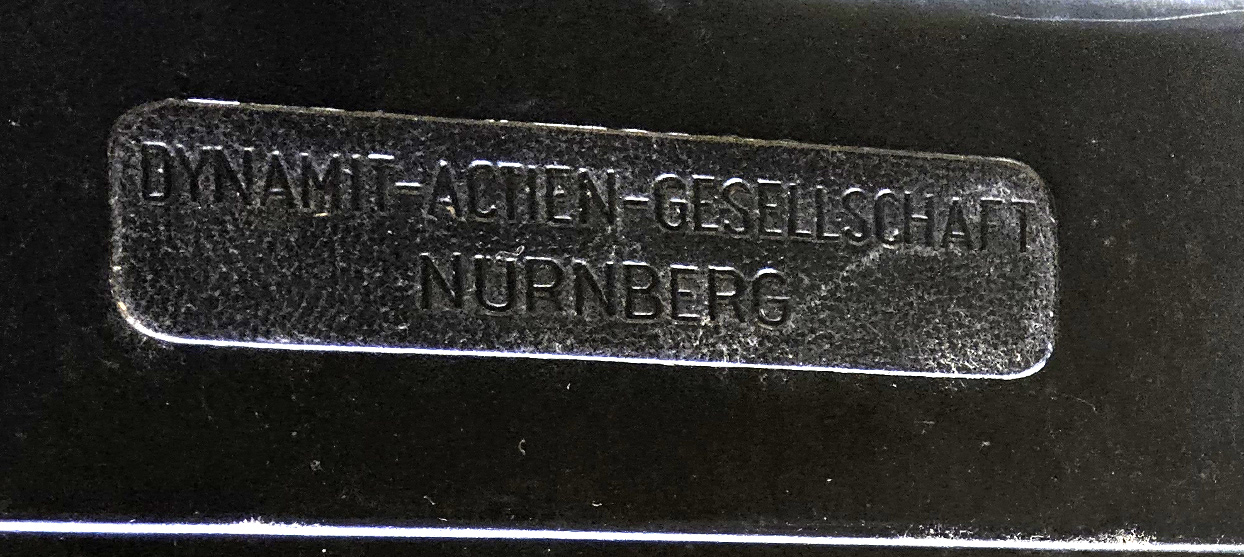 DYNAMIT-ACTIEN-GESELLSCHAFT
NÜRNBERG